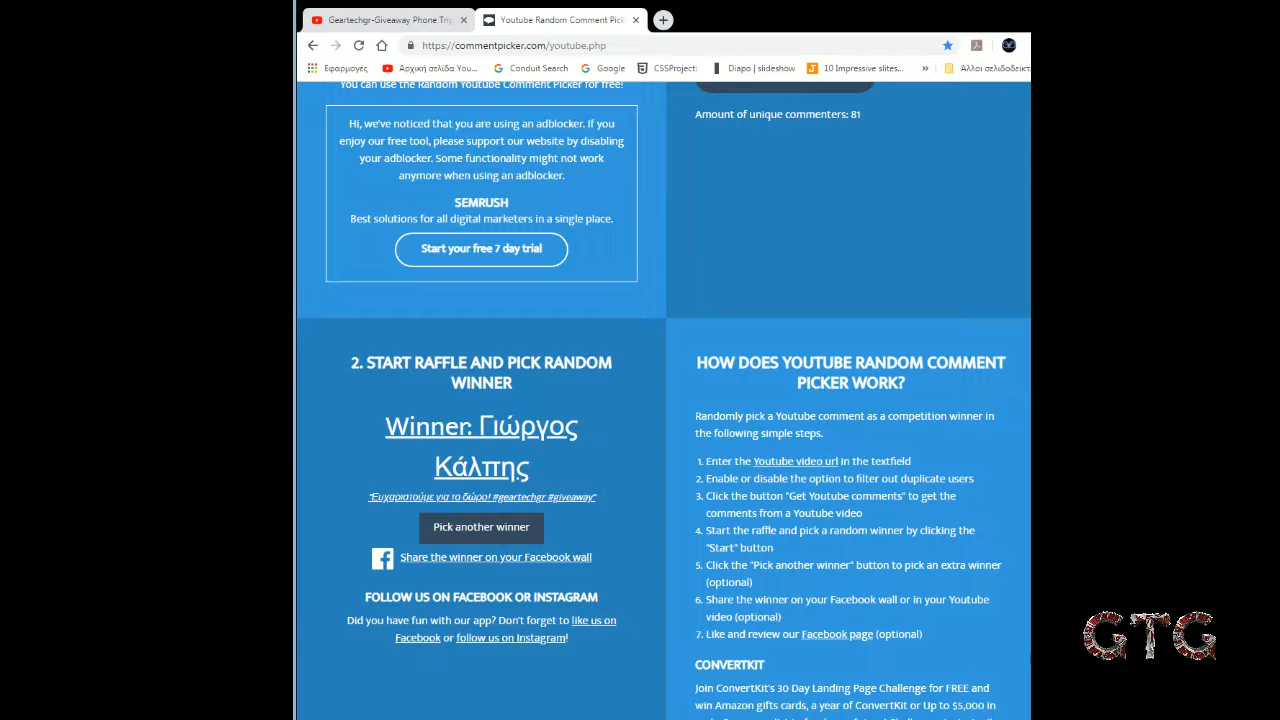 Geartechgr-Giveaway Phone Trip
Youtube Random Comment Pick
https://commentpicker.com/youtube.php
Εφαρμογές
Αρχική σελίδα You...
Conduit Search
Google
CSSProject:
Diapo | slideshow
10 Impressive slites...
»
Άλλοι σελιδοδείκτ
You can use the Random Youtube Comment Picker for free!
Hi, we've noticed that you are using an adblocker. If you
enjoy our free tool, please support our website by disabling
your adblocker. Some functionality might not work
anymore when using an adblocker.
SEMRUSH
Best solutions for all digital marketers in a single place.
Start your free 7 day trial
Amount of unique commenters: 81
2. START RAFFLE AND PICK RANDOM
WINNER
Winner: Γιώργος
Κάλπης
"Ευχαριστούμε για το δώρο! #geartechgr #giveaway"
Pick another winner
Share the winner on your Facebook wall
FOLLOW US ON FACEBOOK OR INSTAGRAM
Did you have fun with our app? Don't forget to like us on
Facebook or follow us on Instagram!
HOW DOES YOUTUBE RANDOM COMMENT
PICKER WORK?
Randomly pick a Youtube comment as a competition winner in
the following simple steps.
1. Enter the Youtube video url in the textfield
2. Enable or disable the option to filter out duplicate users
3. Click the button "Get Youtube comments" to get the
comments from a Youtube video
4. Start the raffle and pick a random winner by clicking the
"Start" button
5. Click the "Pick another winner" button to pick an extra winner
(optional)
6. Share the winner on your Facebook wall or in your Youtube
video (optional)
7. Like and review our Facebook page (optional)
CONVERTKIT
Join ConvertKit's 30 Day Landing Page Challenge for FREE and
win Amazon gifts cards, a year of ConvertKit or Up to $5,000 in
GTG